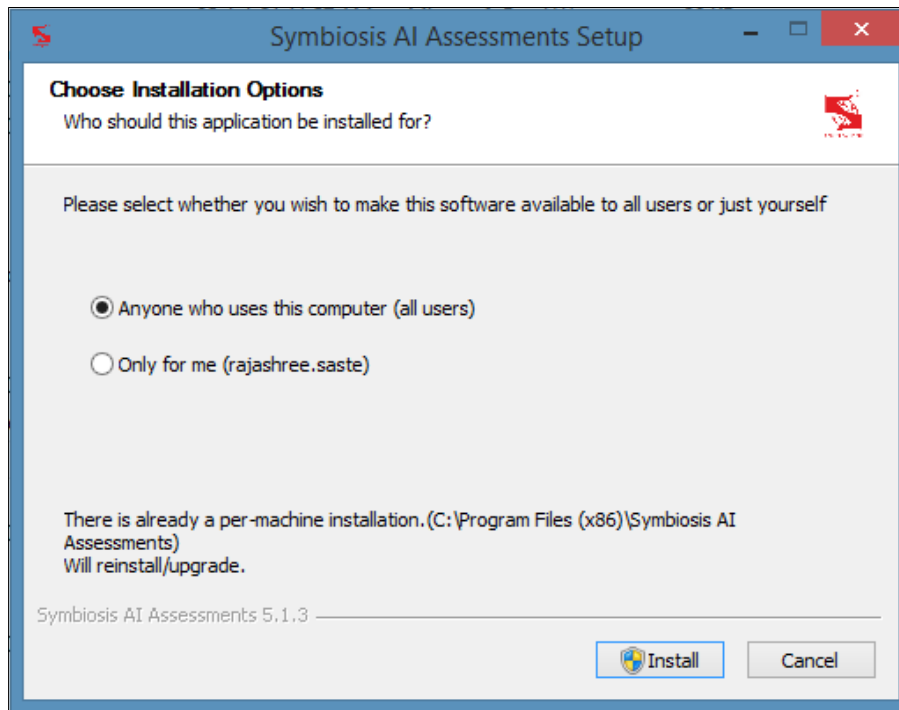 Symbiosis AI Assessments Setup
Choose Installation Options
Who should this application be installed for?
Please select whether you wish to make this software available to all users or just yourself
Anyone who uses this computer (all users)
Only for me (rajashree.saste)
There is already a per-machine installation.(C:\Program Files (x86)\Symbiosis AI
Assessments)
Will reinstall/upgrade.
Symbiosis AI Assessments 5.1.3
Install
Cancel